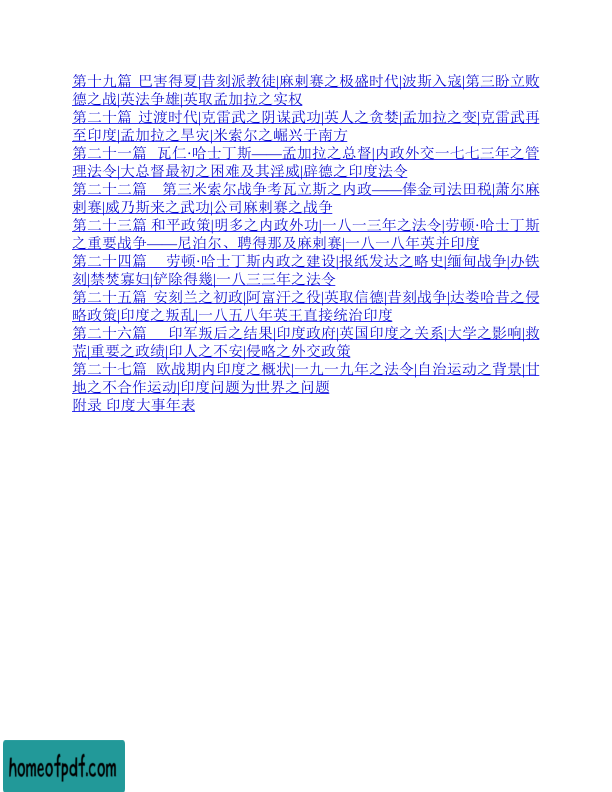 第十九篇 巴害得夏|昔刻派教徒|麻剌赛之极盛时代|波斯入寇|第三盼立败
德之战|英法争雄|英取孟加拉之实权
第二十篇 过渡时代|克雷武之阴谋武功|英人之贪婪|孟加拉之变|克雷武再
至印度|孟加拉之旱灾|米索尔之崛兴于南方
第二十一篇 瓦仁·哈士丁斯——孟加拉之总督|内政外交一七七三年之管
理法令|大总督最初之困难及其淫威|辟德之印度法令
第二十二篇 第三米索尔战争考瓦立斯之内政——俸金司法田税|萧尔麻
剌赛|威乃斯来之武功|公司麻剌赛之战争
第二十三篇 和平政策|明多之内政外功|一八一三年之法令|劳顿·哈士丁斯
之重要战争——尼泊尔、聘得那及麻剌赛|一八一八年英并印度
第二十四篇 劳顿·哈士丁斯内政之建设|报纸发达之略史|缅甸战争|办铁
刻|禁焚寡妇|铲除得幾|一八三三年之法令
第二十五篇 安刻兰之初政|阿富汗之役|英取信德|昔刻战争|达娄哈昔之侵
略政策|印度之叛乱|一八五八年英王直接统治印度
第二十六篇 印军叛后之结果|印度政府|英国印度之关系|大学之影响|救
荒|重要之政绩|印人之不安|侵略之外交政策
第二十七篇 欧战期内印度之概状|一九一九年之法令|自治运动之背景|甘
地之不合作运动|印度问题为世界之问题
附录 印度大事年表
homeofpdf.com